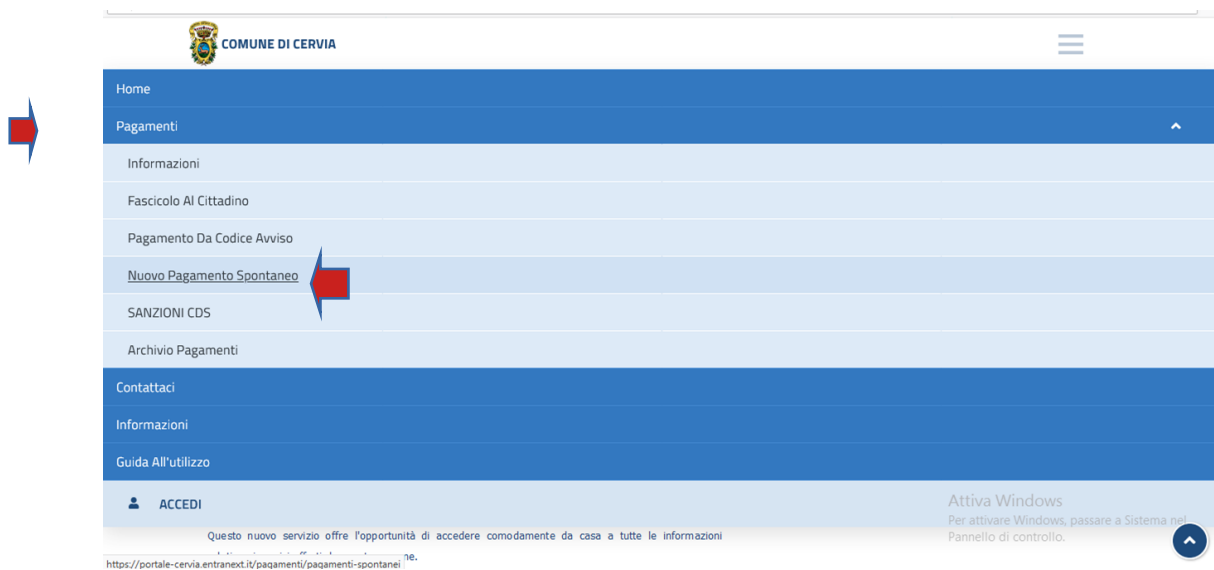 COMUNE DI CERVIA
Home
Pagamenti
Informazioni
Fascicolo Al Cittadino
Pagamento Da Codice Avviso
Nuovo Pagamento Spontaneo
SANZIONI CDS
Archivio Pagamenti
Contattaci
Informazioni
Guida All'utilizzo
ACCEDI
Attiva Windows
Per attivare Windows, passare a Sistema nel
Pannello di controllo.
Questo nuovo servizio offre l'opportunità di accedere comodamente da casa a tutte le informazioni
https://portale-cervia.entranext.it/pagamenti/pagamenti-spontanei